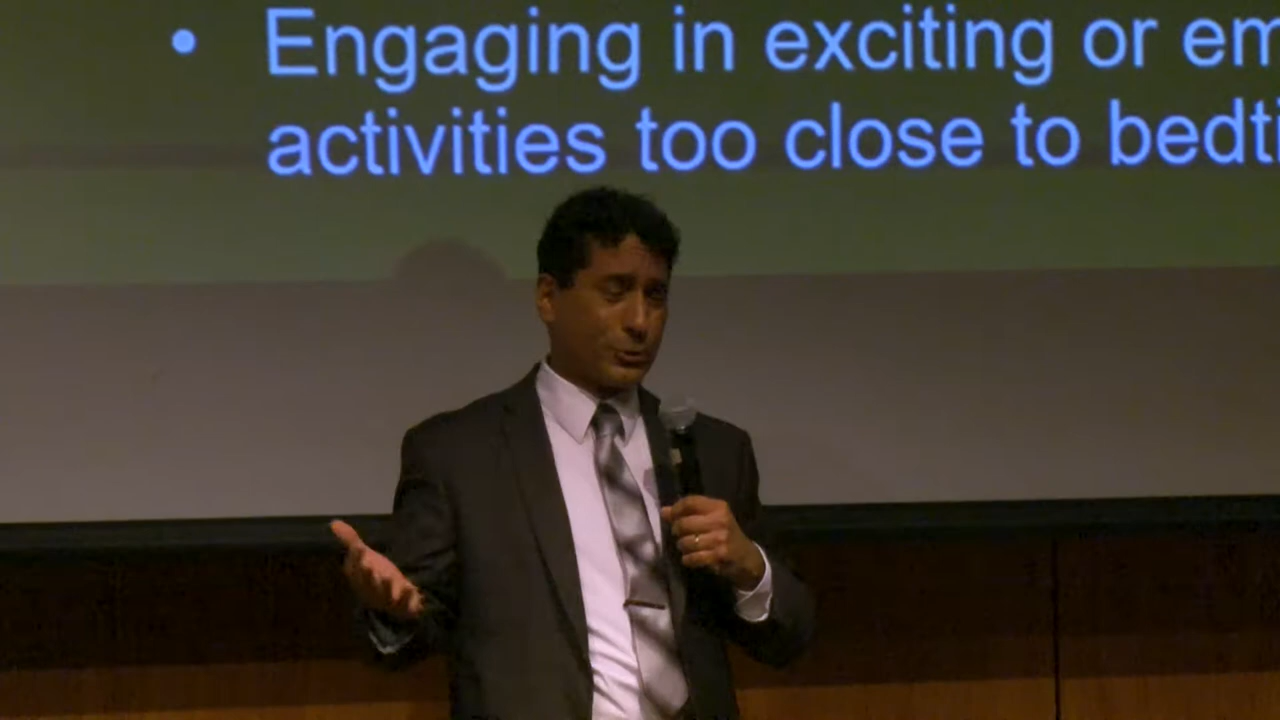 • Engaging in exciting or em
activities too close to bedti